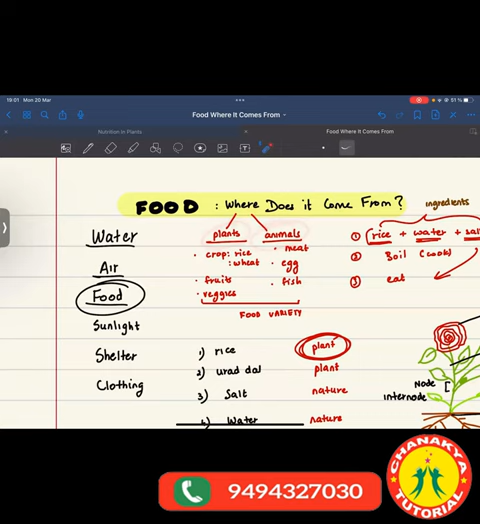 19:01 Mon 20 Mar
51 %
Food Where It Comes From
Nutrition in Plants
Food Where It Comes From
FOOD : Where Does it Come From?
ingredients
Water
plants
animals
① rice + water + salt
• crop: rice
: wheat
• meat
• egg
② Boil (cook)
Air
• fruits
• fish
③ eat
Food
• veggies
FOOD VARIETY
Sunlight
Shelter
1) rice
plant
Clothing
2) urad dal
plant
3) Salt
nature
4) Water
nature
Node
internode
9494327030
CHANAKYA
TUTORIAL